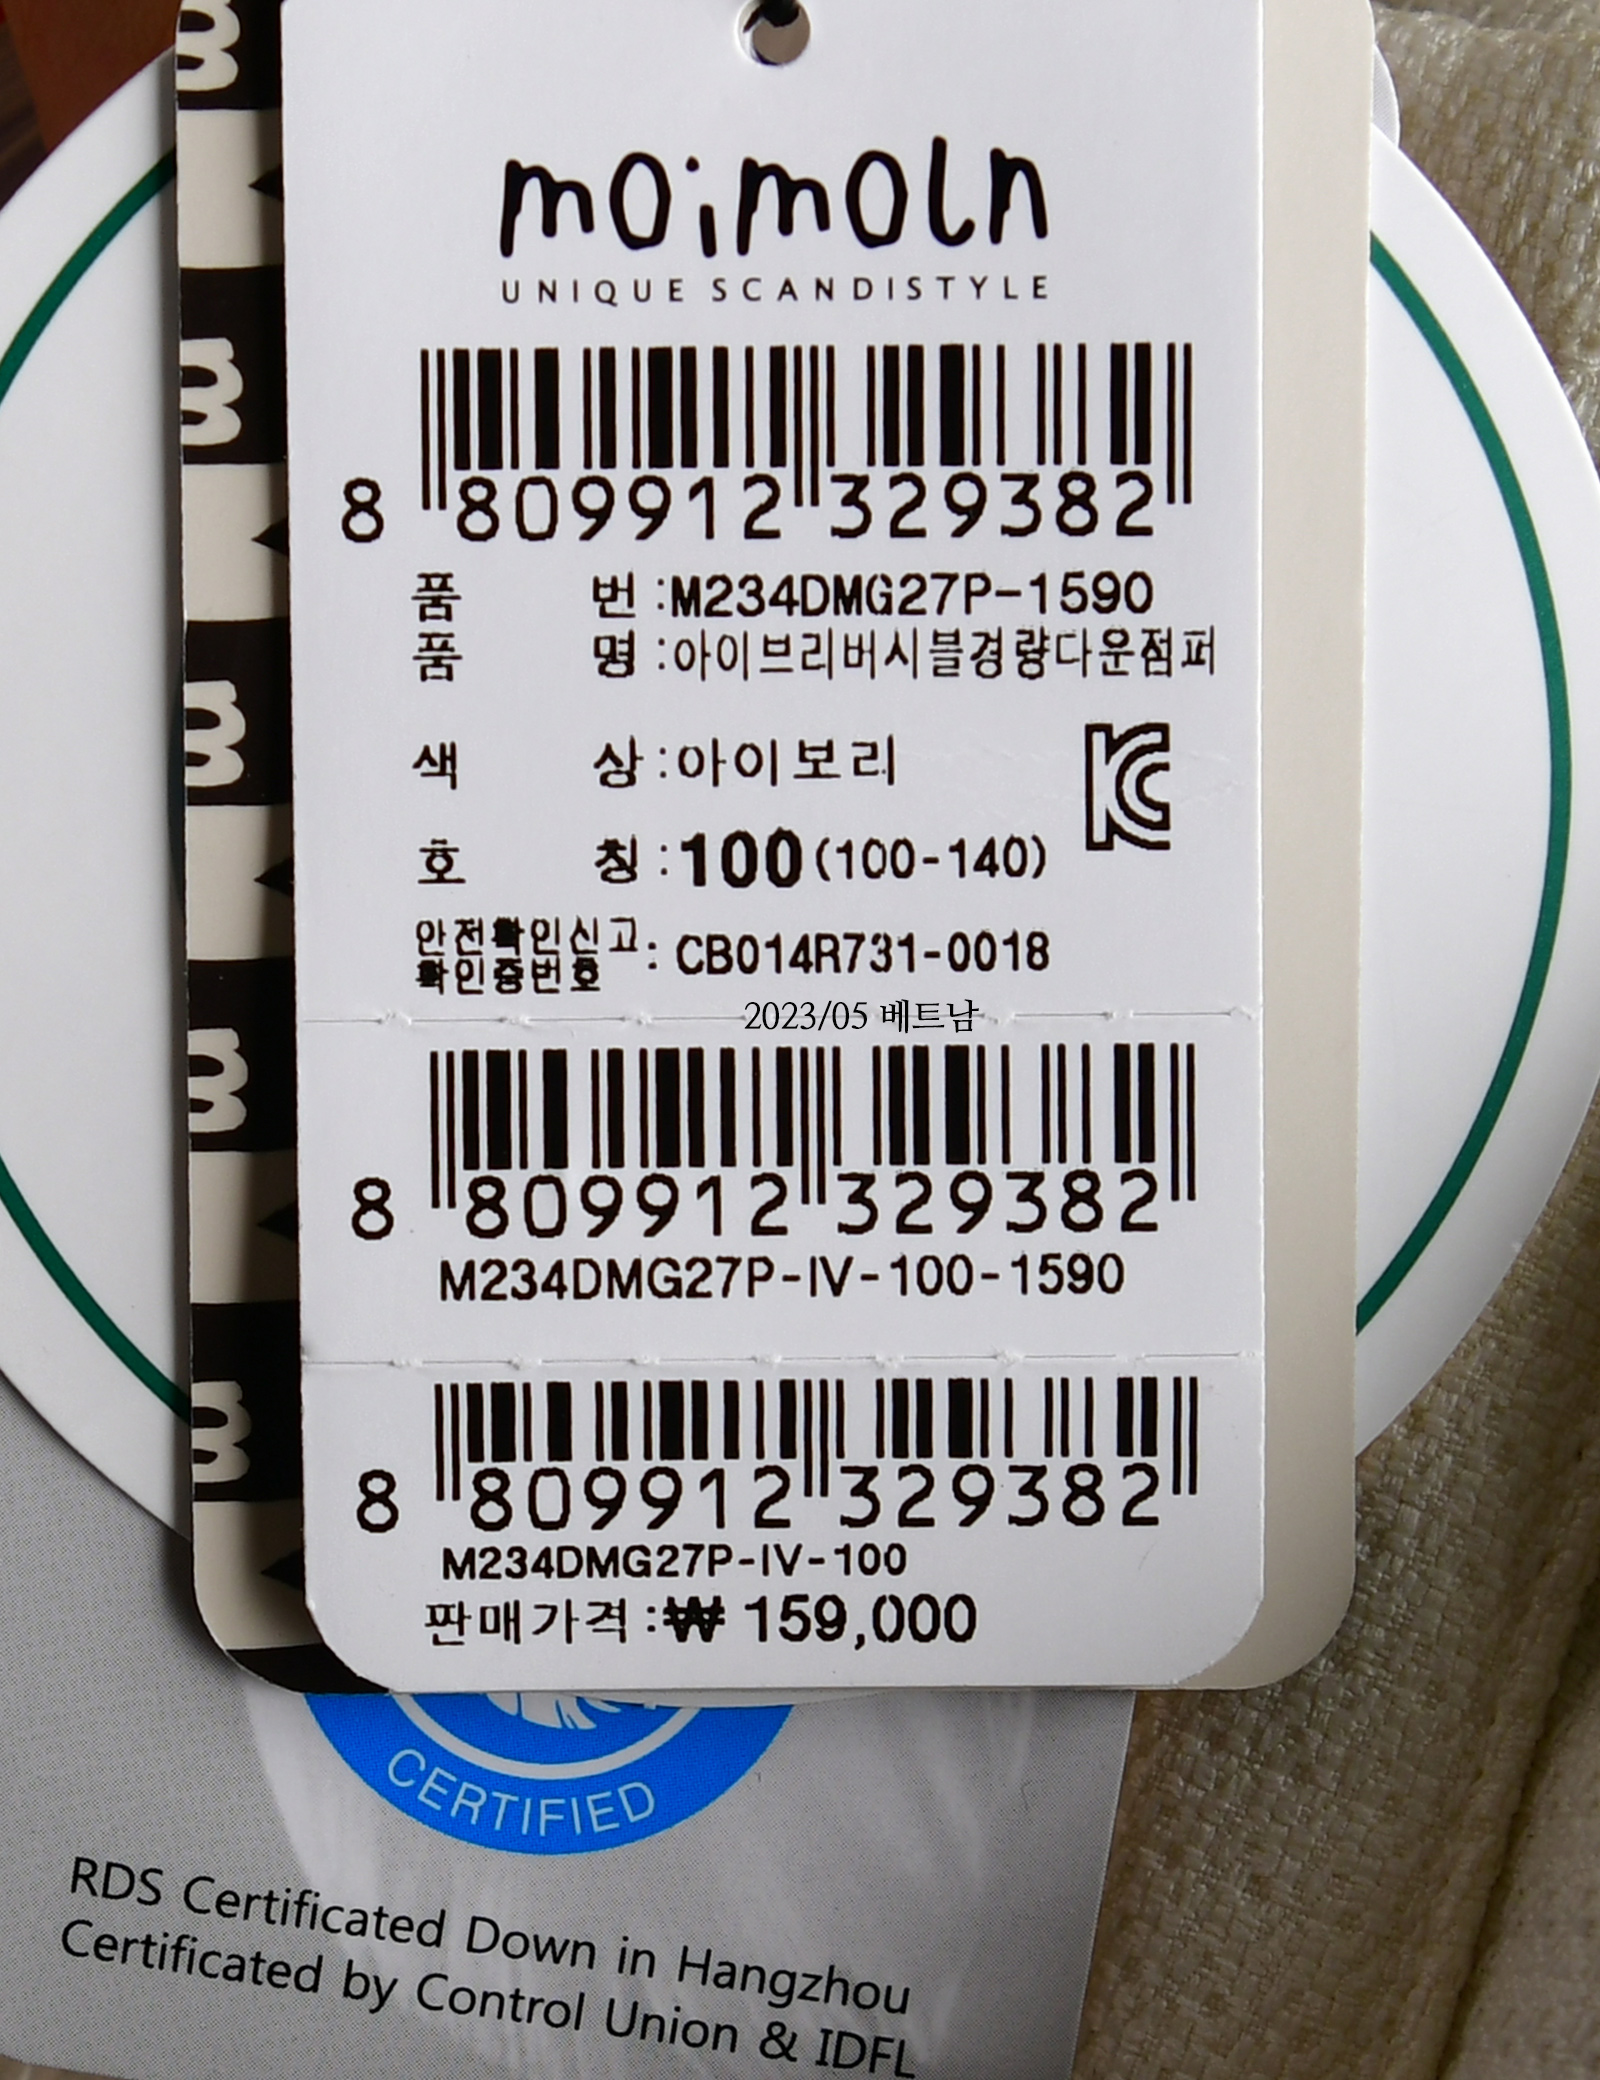 moimoln
UNIQUE SCANDISTYLE
8 809912 329382
품 번 :M234DMG27P-1590
품 명 :아이브리버시블경량다운점퍼
색 상 :아이보리
호 칭 :100(100-140)
안전확인신고
확인증번호 : CB014R731-0018
2023/05 베트남
8 809912 329382
M234DMG27P-IV-100-1590
8 809912 329382
M234DMG27P-IV-100
판매가격 :₩ 159,000
CERTIFIED
RDS Certificated Down in Hangzhou
Certificated by Control Union & IDFL